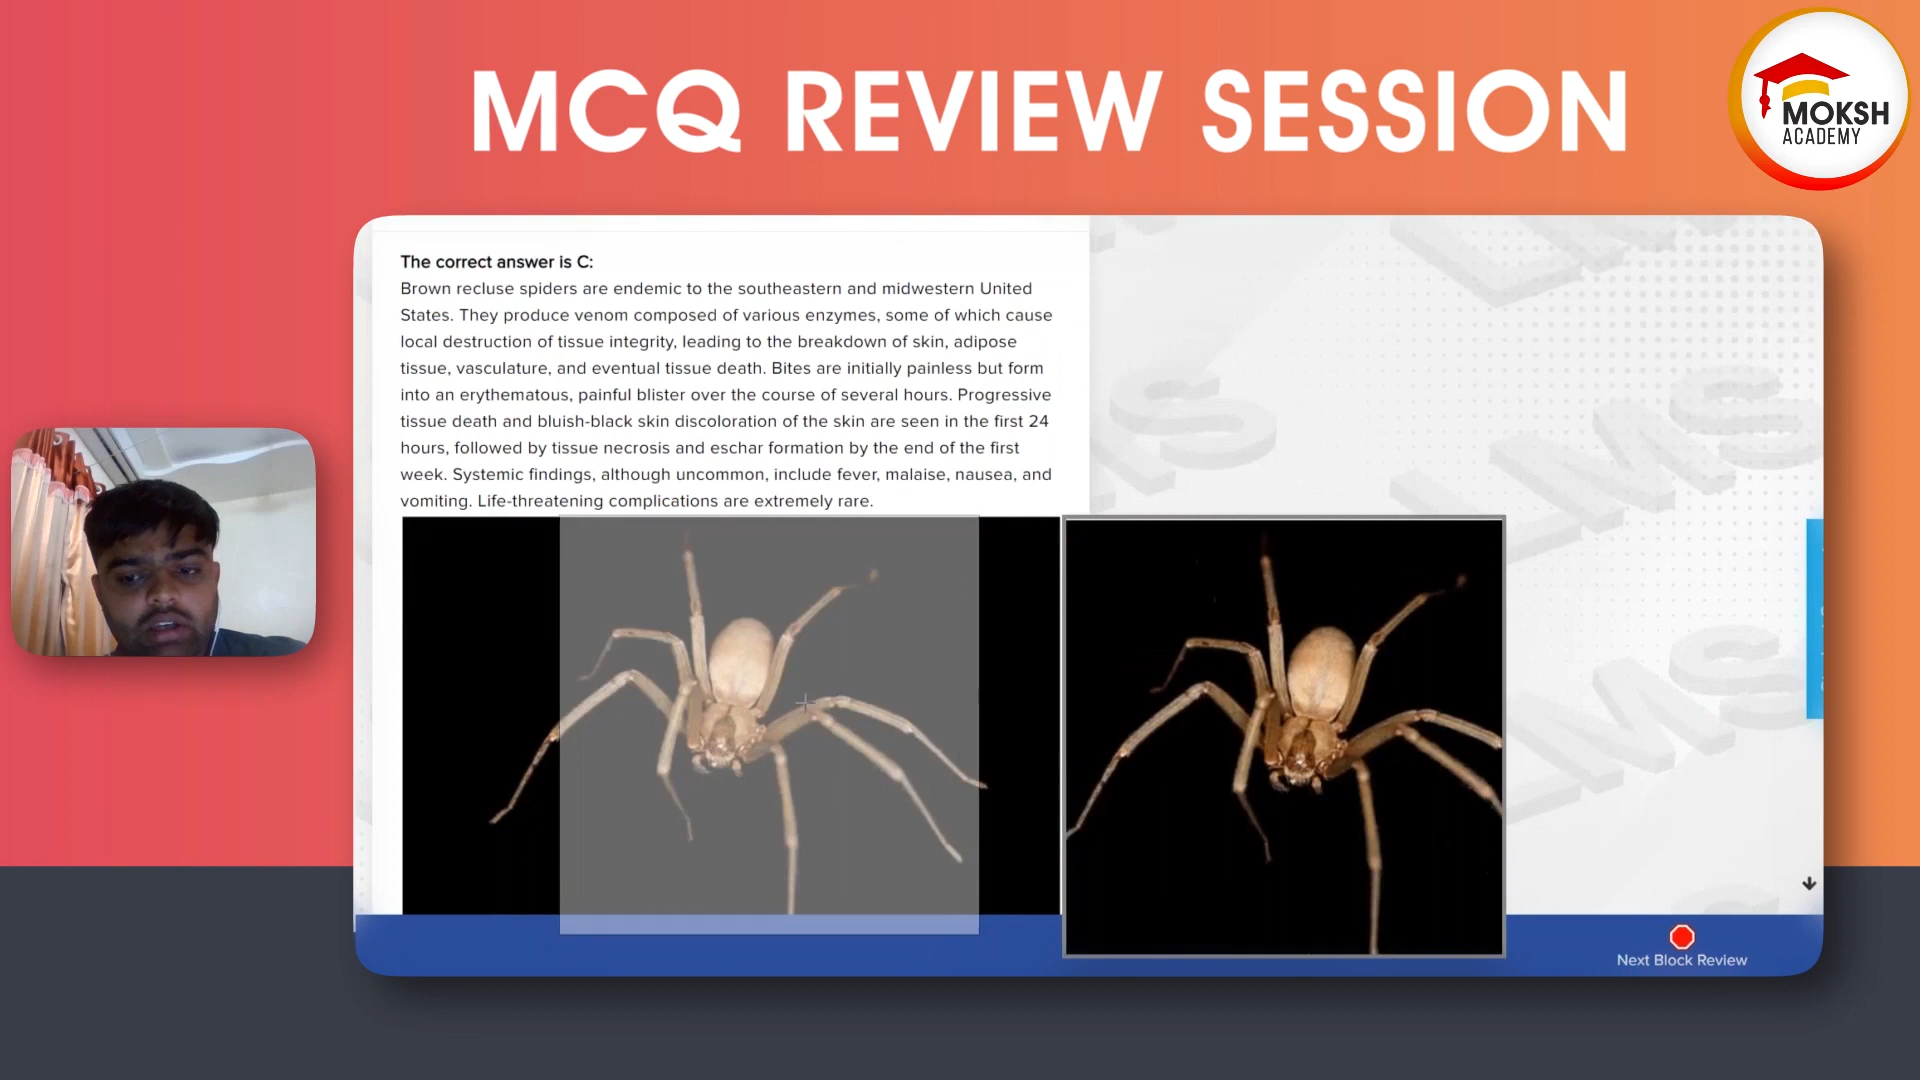 MCQ REVIEW SESSION
MOKSH
ACADEMY
The correct answer is C:
Brown recluse spiders are endemic to the southeastern and midwestern United
States. They produce venom composed of various enzymes, some of which cause
local destruction of tissue integrity, leading to the breakdown of skin, adipose
tissue, vasculature, and eventual tissue death. Bites are initially painless but form
into an erythematous, painful blister over the course of several hours. Progressive
tissue death and bluish-black skin discoloration of the skin are seen in the first 24
hours, followed by tissue necrosis and eschar formation by the end of the first
week. Systemic findings, although uncommon, include fever, malaise, nausea, and
vomiting. Life-threatening complications are extremely rare.
LMS
LMS
LMS
Next Block Review